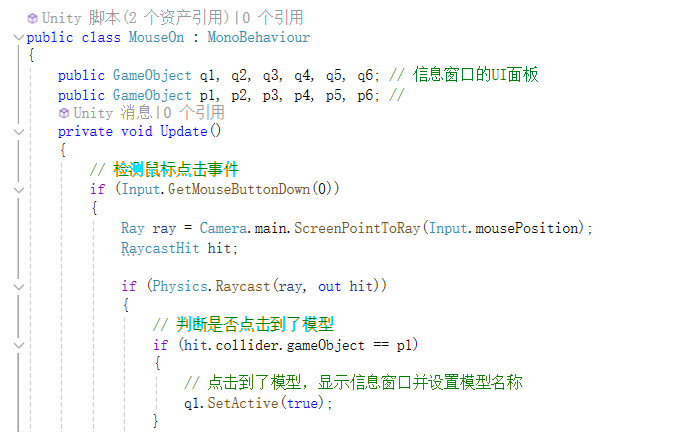 Unity 脚本(2 个资产引用)|0 个引用
public class MouseOn : MonoBehaviour
{
public GameObject q1, q2, q3, q4, q5, q6; // 信息窗口的UI面板
public GameObject p1, p2, p3, p4, p5, p6; //
Unity 消息|0 个引用
private void Update()
{
// 检测鼠标点击事件
if (Input.GetMouseButtonDown(0))
{
Ray ray = Camera.main.ScreenPointToRay(Input.mousePosition);
RaycastHit hit;
if (Physics.Raycast(ray, out hit))
{
// 判断是否点击到了模型
if (hit.collider.gameObject == p1)
{
// 点击到了模型，显示信息窗口并设置模型名称
q1.SetActive(true);
}